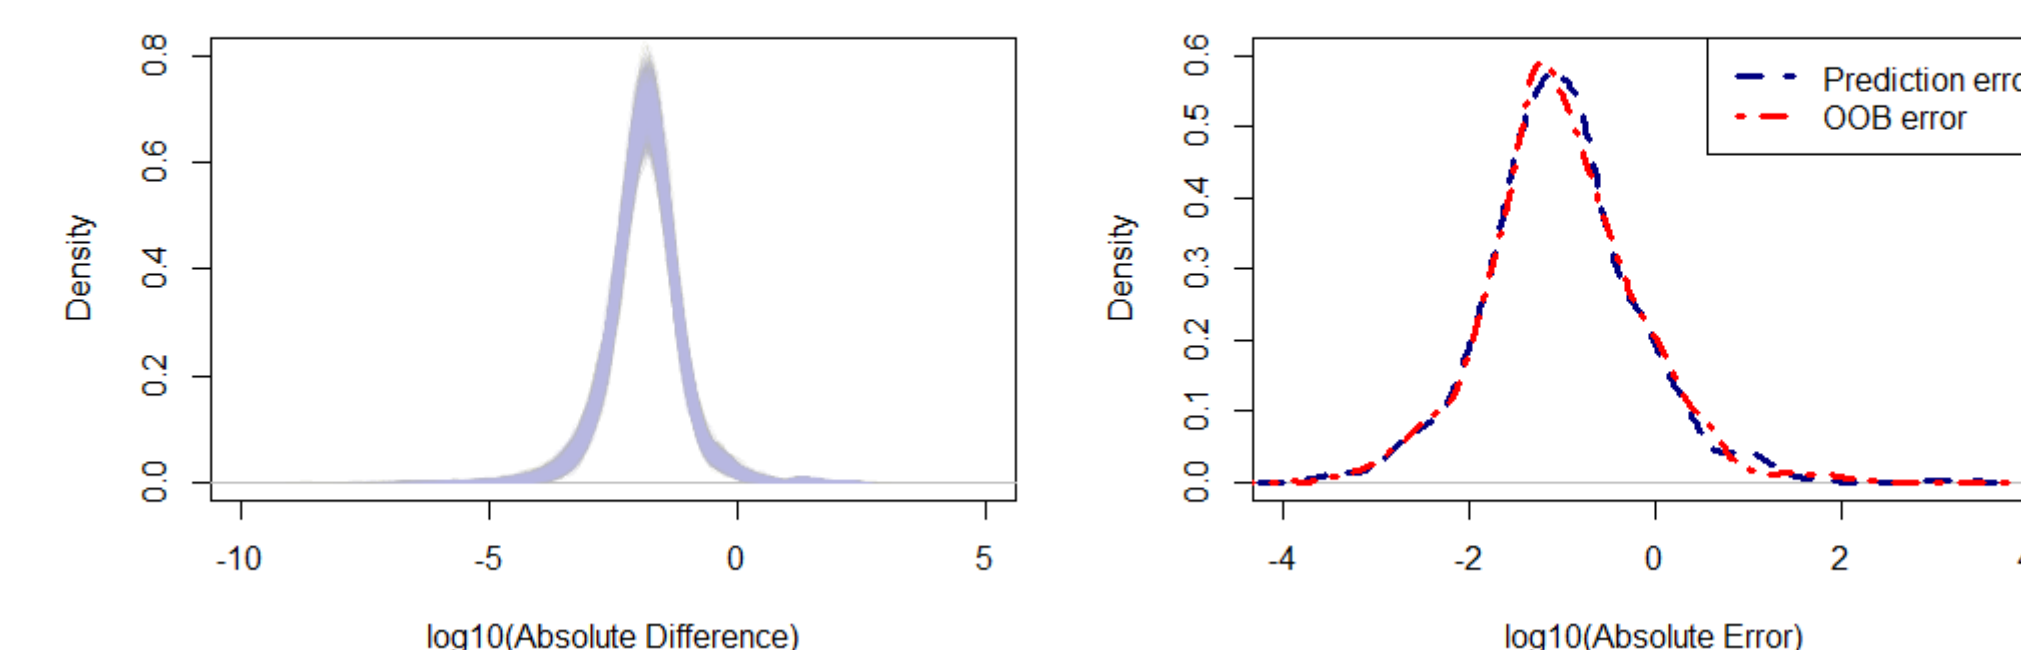 Density
0.0 0.2 0.4 0.6 0.8
-10 -5 0 5
log10(Absolute Difference)
Density
0.0 0.1 0.2 0.3 0.4 0.5 0.6
Prediction erro
OOB error
-4 -2 0 2
log10(Absolute Error)